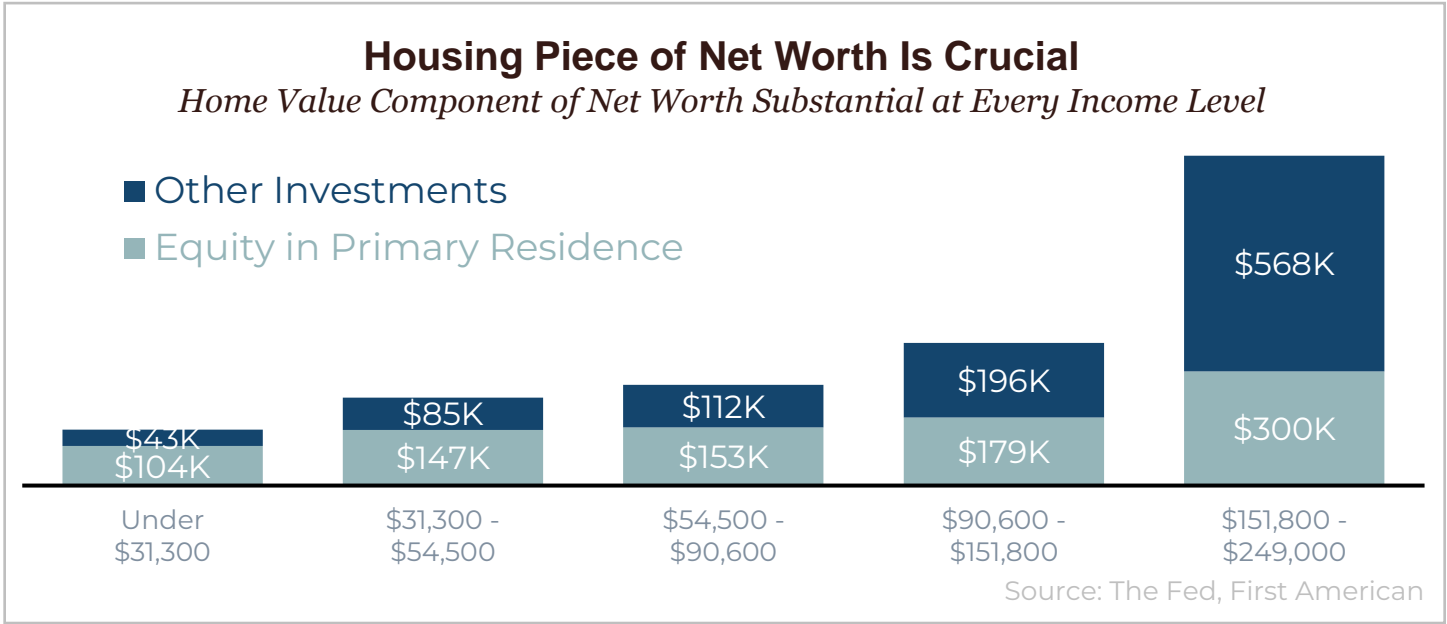 Housing Piece of Net Worth Is Crucial
Home Value Component of Net Worth Substantial at Every Income Level
Other Investments
Equity in Primary Residence
$43K
$104K
$85K
$147K
$112K
$153K
$196K
$179K
$568K
$300K
Under
$31,300
$31,300 -
$54,500
$54,500 -
$90,600
$90,600 -
$151,800
$151,800 -
$249,000
Source: The Fed, First American